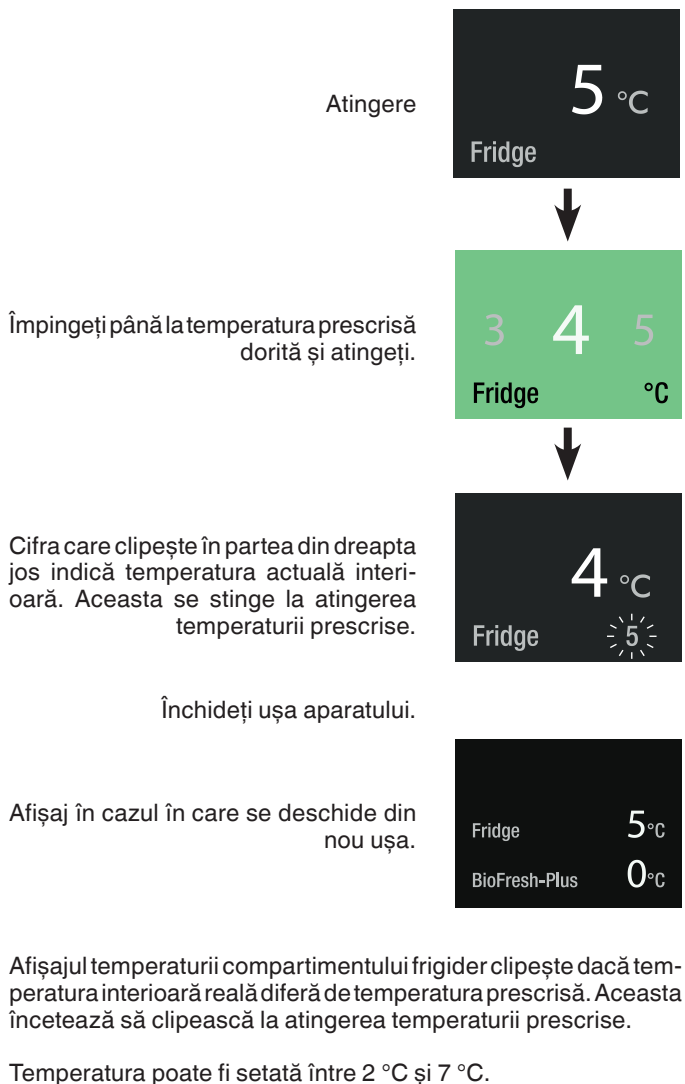 Atingere
5 °C
Fridge
Împingeți până la temperatura prescrisă
dorită și atingeți.
3 4 5
Fridge °C
Cifra care clipește în partea din dreapta
jos indică temperatura actuală interi-
oară. Aceasta se stinge la atingerea
temperaturii prescrise.
4 °C
Fridge 5
Închideți ușa aparatului.
Afișaj în cazul în care se deschide din
nou ușa.
Fridge 5°C
BioFresh-Plus 0°C
Afișajul temperaturii compartimentului frigider clipește dacă tem-
peratura interioară reală diferă de temperatura prescrisă. Aceasta
încetează să clipească la atingerea temperaturii prescrise.
Temperatura poate fi setată între 2 °C și 7 °C.